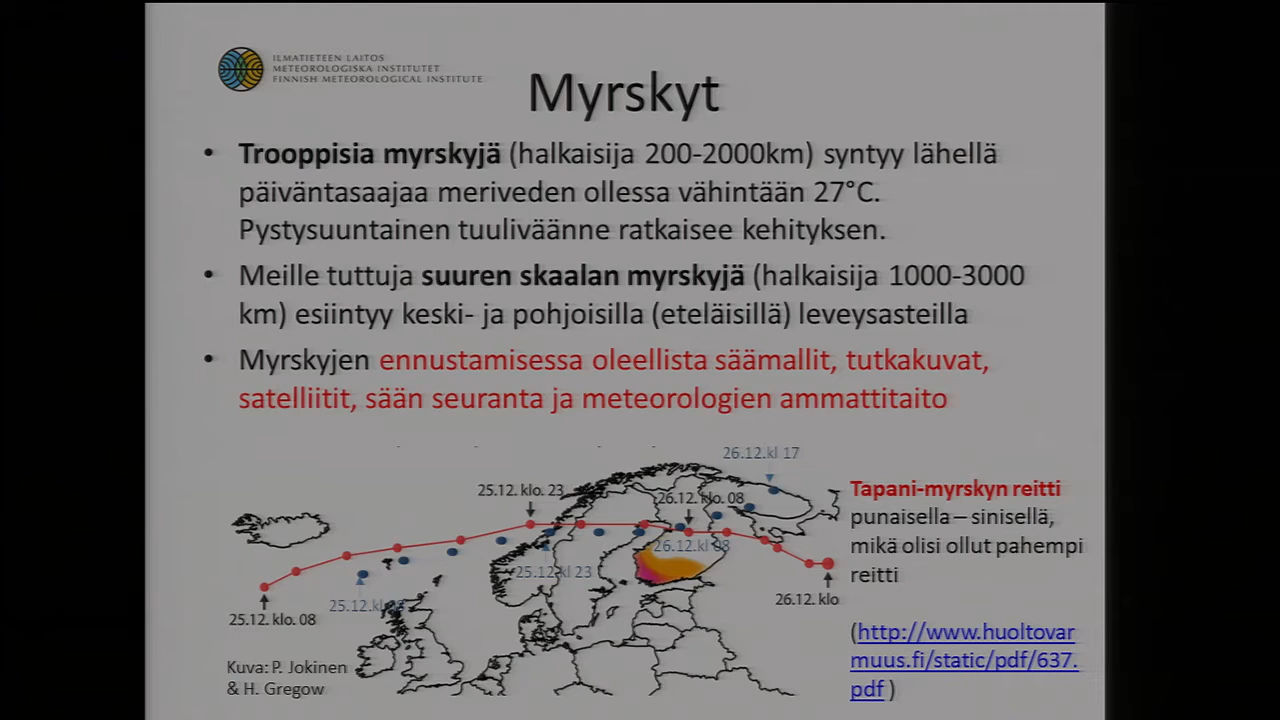 ILMATIETEEN LAITOS
METEOROLOGISKA INSTITUTET
FINNISH METEOROLOGICAL INSTITUTE
Myrskyt
• Trooppisia myrskyjä (halkaisija 200-2000km) syntyy lähellä
päiväntasaajaa meriveden ollessa vähintään 27°C.
Pystysuuntainen tuuliväänne ratkaisee kehityksen.
• Meille tuttuja suuren skaalan myrskyjä (halkaisija 1000-3000
km) esiintyy keski- ja pohjoisilla (eteläisillä) leveysasteilla
• Myrskyjen ennustamisessa oleellista säämallit, tutkakuvat,
satelliitit, sään seuranta ja meteorologien ammattitaito
26.12.kl 17
25.12. klo. 23
26.12. klo. 08
26.12.kl 08
25.12.kl 23
25.12.kl
25.12. klo. 08
26.12. klo
Kuva: P. Jokinen
& H. Gregow
Tapani-myrskyn reitti
punaisella – sinisellä,
mikä olisi ollut pahempi
reitti
(http://www.huoltovar
muus.fi/static/pdf/637.
pdf )